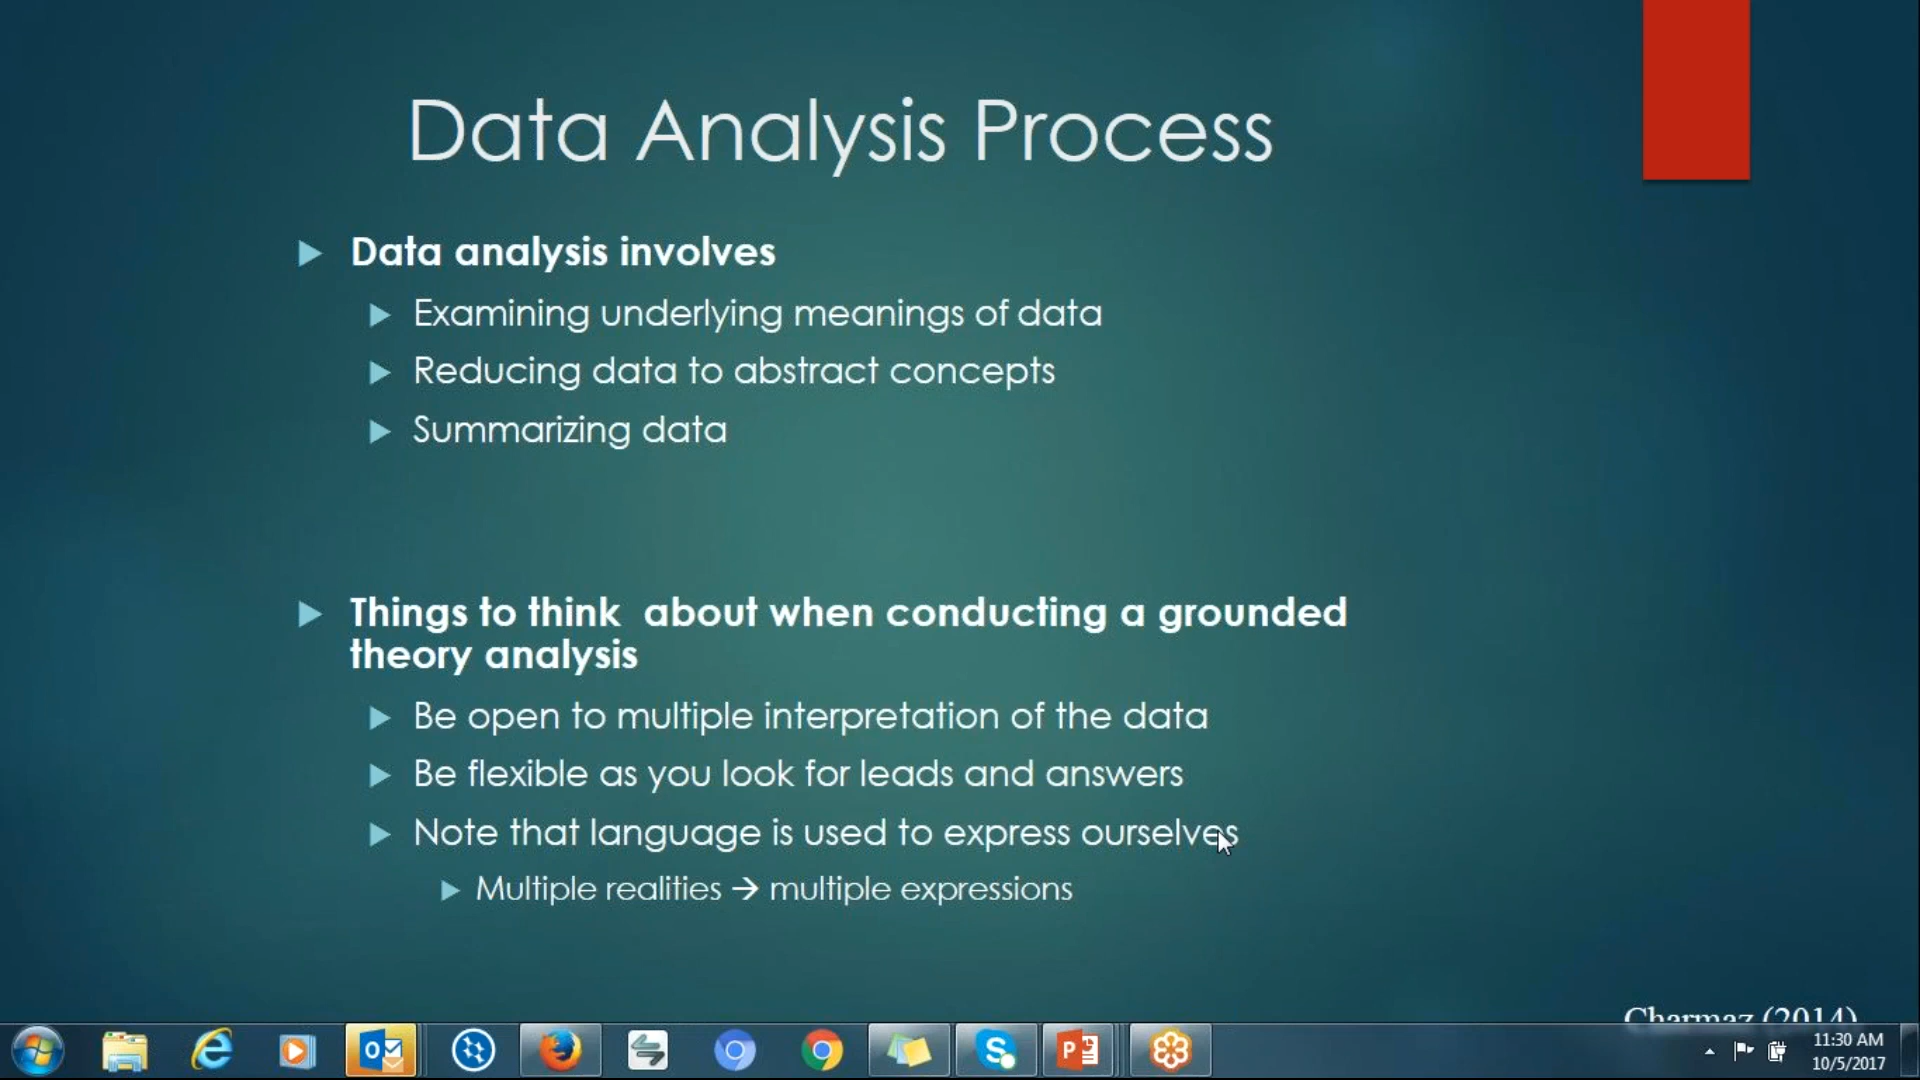 Data Analysis Process
Data analysis involves
Examining underlying meanings of data
Reducing data to abstract concepts
Summarizing data
Things to think about when conducting a grounded
theory analysis
Be open to multiple interpretation of the data
Be flexible as you look for leads and answers
Note that language is used to express ourselves
Multiple realities → multiple expressions
Charmaz (2014)
11:30 AM
10/5/2017